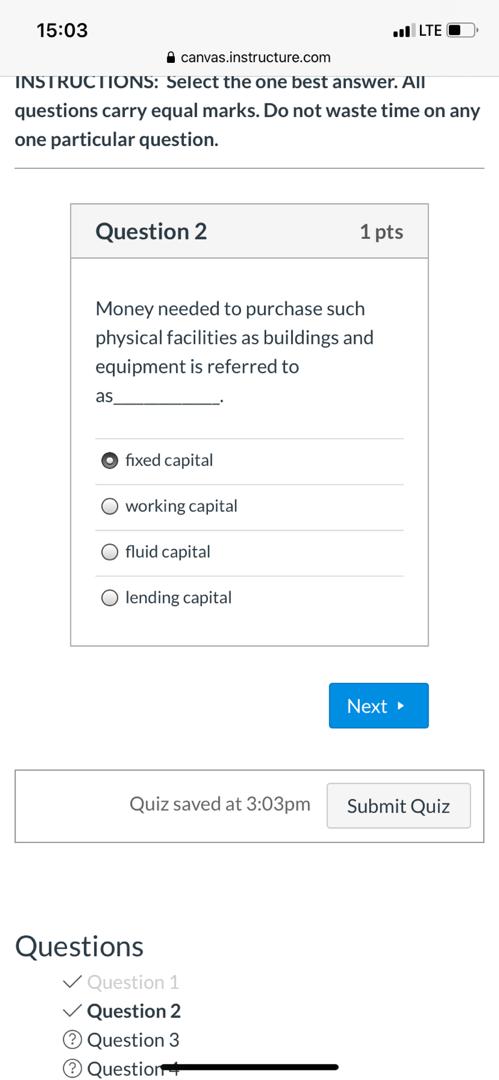 15:03
LTE
canvas.instructure.com
INSTRUCTIONS: Select the one best answer. All
questions carry equal marks. Do not waste time on any
one particular question.
Question 2 1 pts
Money needed to purchase such
physical facilities as buildings and
equipment is referred to
as____________.
fixed capital
working capital
fluid capital
lending capital
Next
Quiz saved at 3:03pm Submit Quiz
Questions
Question 1
Question 2
Question 3
Question 4